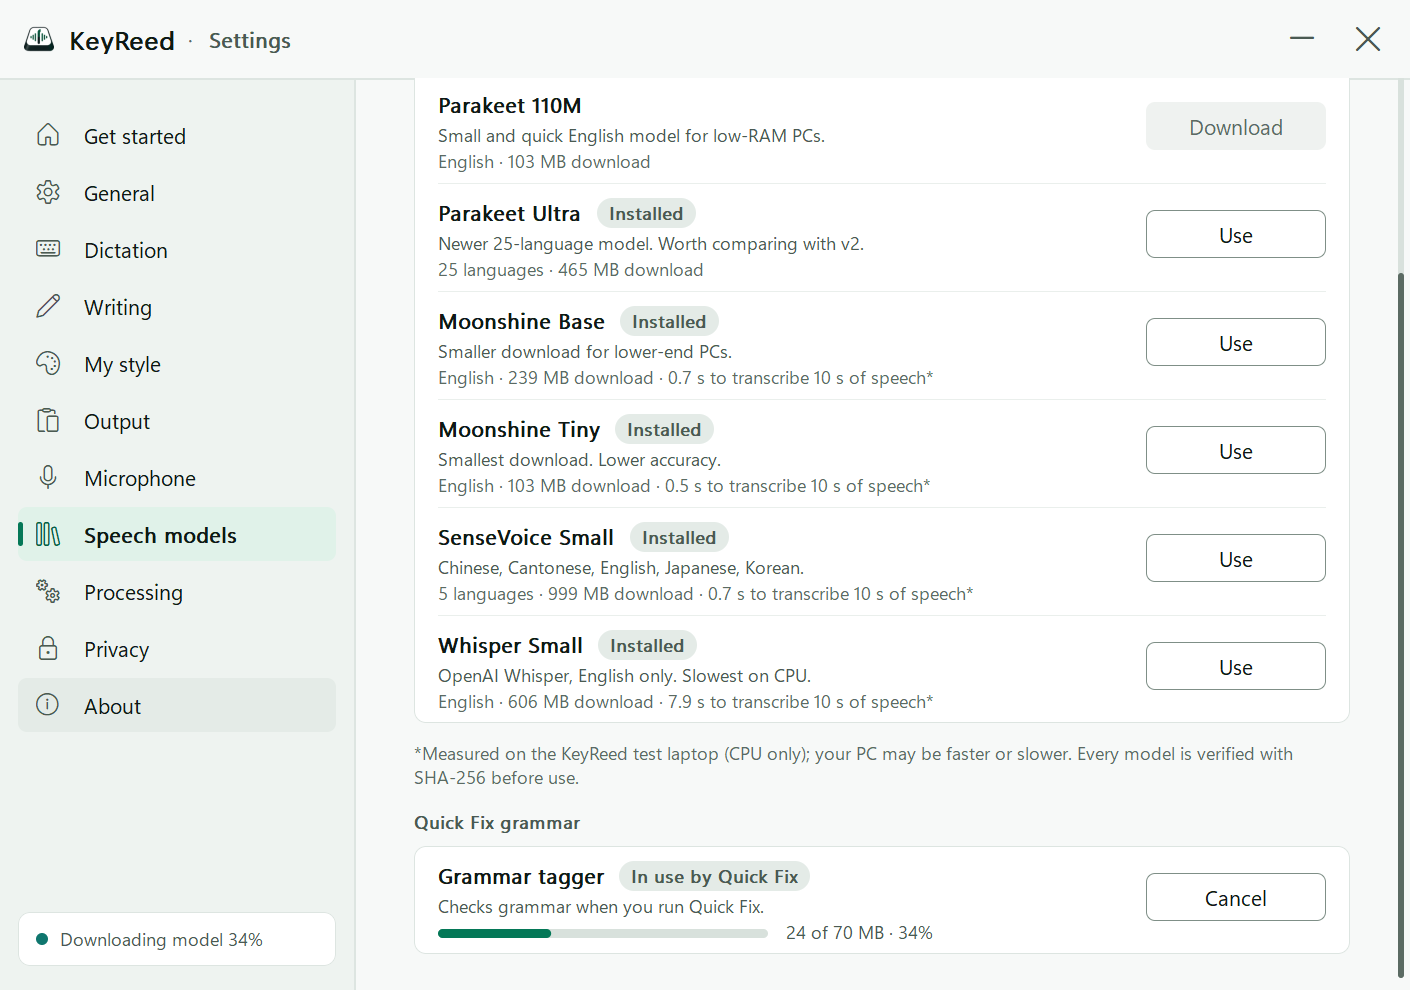 KeyReed · Settings
Get started
General
Dictation
Writing
My style
Output
Microphone
Speech models
Processing
Privacy
About
Downloading model 34%
Parakeet 110M
Small and quick English model for low-RAM PCs.
English · 103 MB download
Download
Parakeet Ultra Installed
Newer 25-language model. Worth comparing with v2.
25 languages · 465 MB download
Use
Moonshine Base Installed
Smaller download for lower-end PCs.
English · 239 MB download · 0.7 s to transcribe 10 s of speech*
Use
Moonshine Tiny Installed
Smallest download. Lower accuracy.
English · 103 MB download · 0.5 s to transcribe 10 s of speech*
Use
SenseVoice Small Installed
Chinese, Cantonese, English, Japanese, Korean.
5 languages · 999 MB download · 0.7 s to transcribe 10 s of speech*
Use
Whisper Small Installed
OpenAI Whisper, English only. Slowest on CPU.
English · 606 MB download · 7.9 s to transcribe 10 s of speech*
Use
*Measured on the KeyReed test laptop (CPU only); your PC may be faster or slower. Every model is verified with
SHA-256 before use.
Quick Fix grammar
Grammar tagger In use by Quick Fix
Checks grammar when you run Quick Fix.
24 of 70 MB · 34%
Cancel